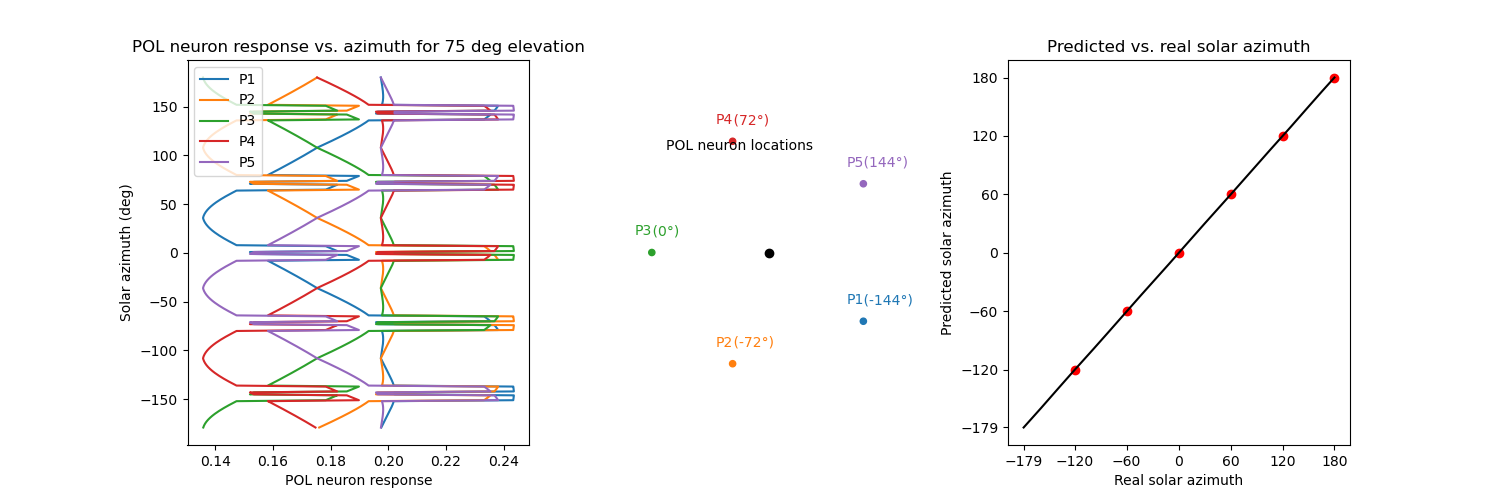 POL neuron response vs. azimuth for 75 deg elevation
P1
P2
P3
P4
P5
150
100
50
0
−50
−100
−150
Solar azimuth (deg)
0.14 0.16 0.18 0.20 0.22 0.24
POL neuron response
P4(72°)
POL neuron locations
P5(144°)
P3(0°)
P1(-144°)
P2(-72°)
Predicted vs. real solar azimuth
180
120
60
0
−60
−120
−179
Predicted solar azimuth
−179 −120 −60 0 60 120 180
Real solar azimuth